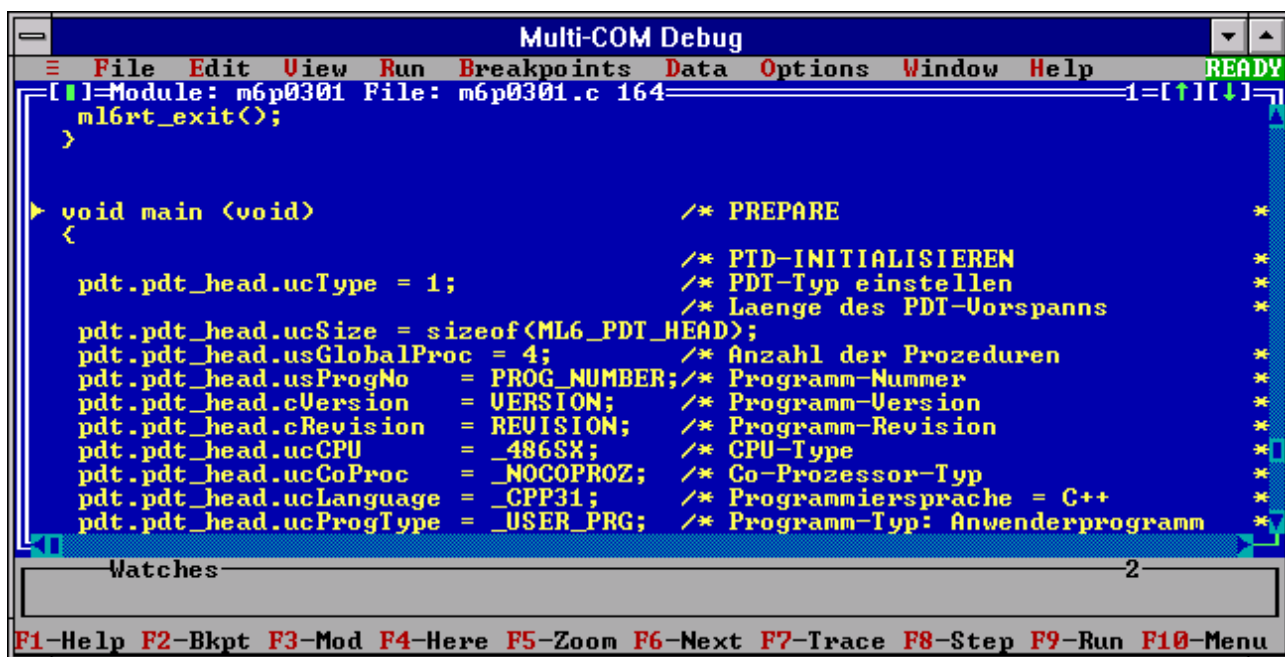 Multi-COM Debug
≡ File Edit View Run Breakpoints Data Options Window Help READY
[▮]=Module: m6p0301 File: m6p0301.c 164 1=[↑][↓]
ml6rt_exit();
}
void main (void) /* PREPARE *
{
/* PTD-INITIALISIEREN *
pdt.pdt_head.ucType = 1; /* PDT-Typ einstellen *
/* Laenge des PDT-Vorspanns *
pdt.pdt_head.ucSize = sizeof(ML6_PDT_HEAD);
pdt.pdt_head.usGlobalProc = 4; /* Anzahl der Prozeduren *
pdt.pdt_head.usProgNo = PROG_NUMBER;/* Programm-Nummer *
pdt.pdt_head.cVersion = VERSION; /* Programm-Version *
pdt.pdt_head.cRevision = REVISION; /* Programm-Revision *
pdt.pdt_head.ucCPU = _486SX; /* CPU-Type *
pdt.pdt_head.ucCoProc = _NOCOPROZ; /* Co-Prozessor-Typ *
pdt.pdt_head.ucLanguage = _CPP31; /* Programmiersprache = C++ *
pdt.pdt_head.ucProgType = _USER_PRG; /* Programm-Typ: Anwenderprogramm *
Watches 2
F1-Help F2-Bkpt F3-Mod F4-Here F5-Zoom F6-Next F7-Trace F8-Step F9-Run F10-Menu